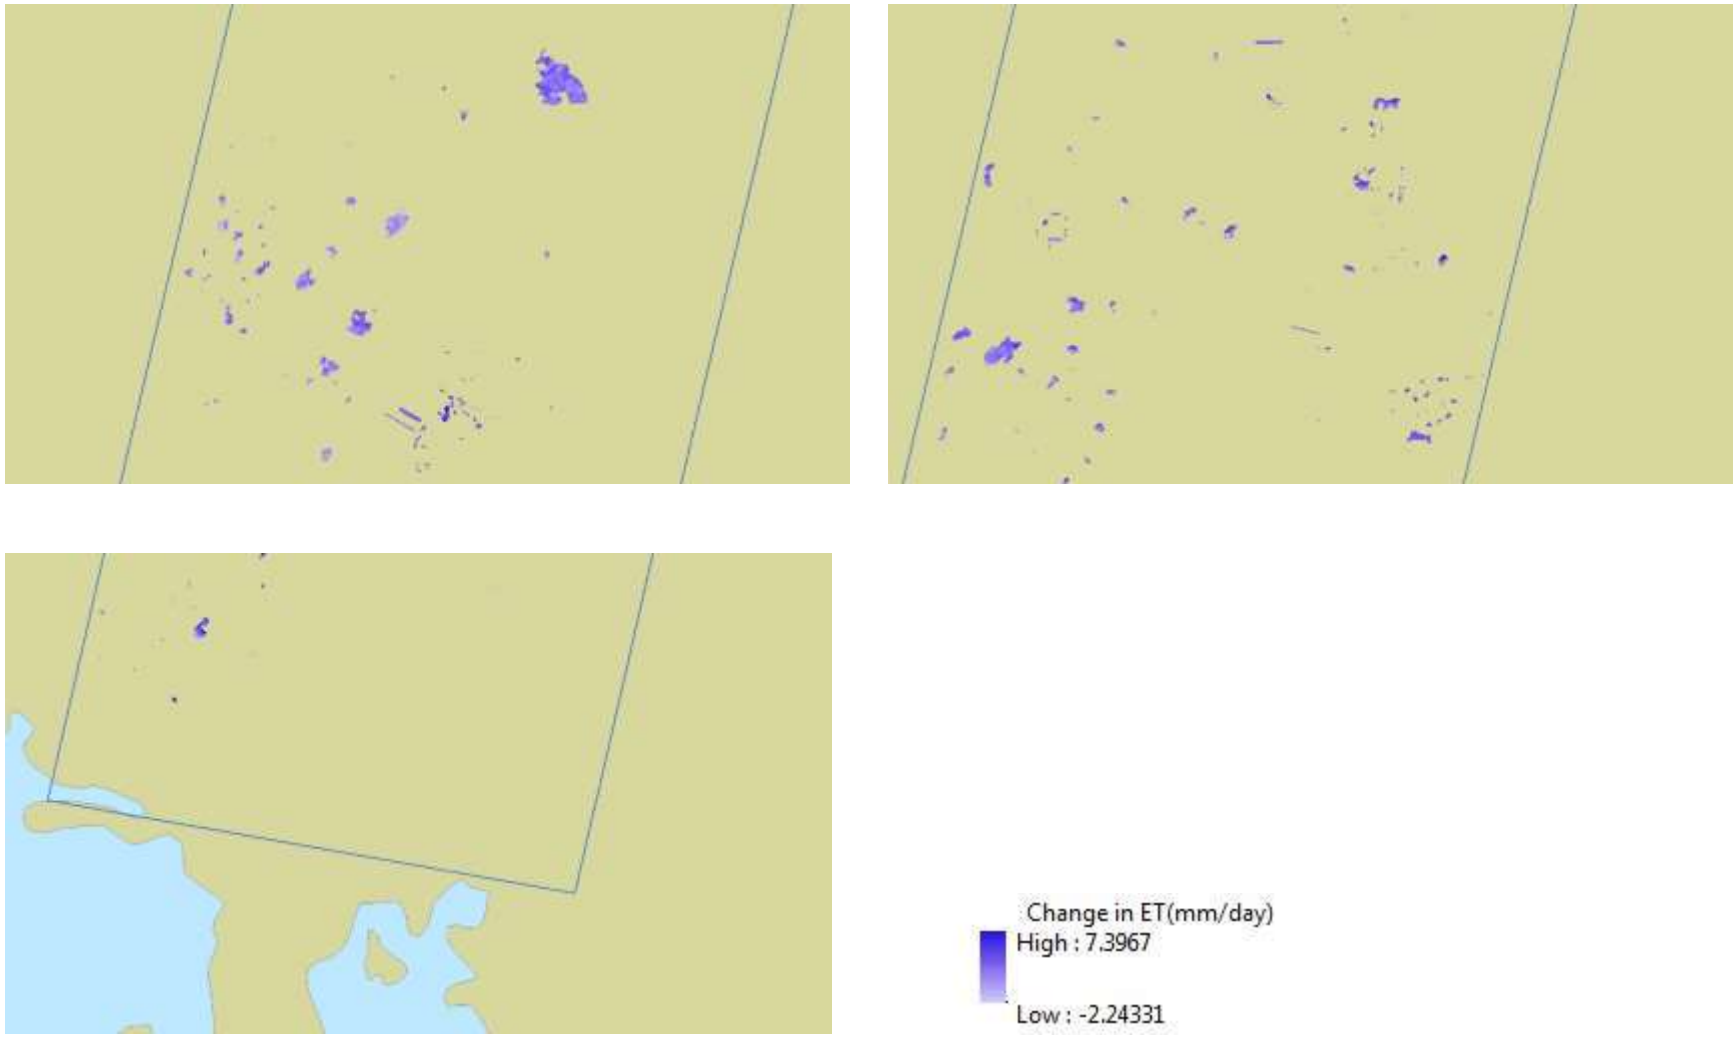 Change in ET(mm/day)
High : 7.3967
Low : -2.24331